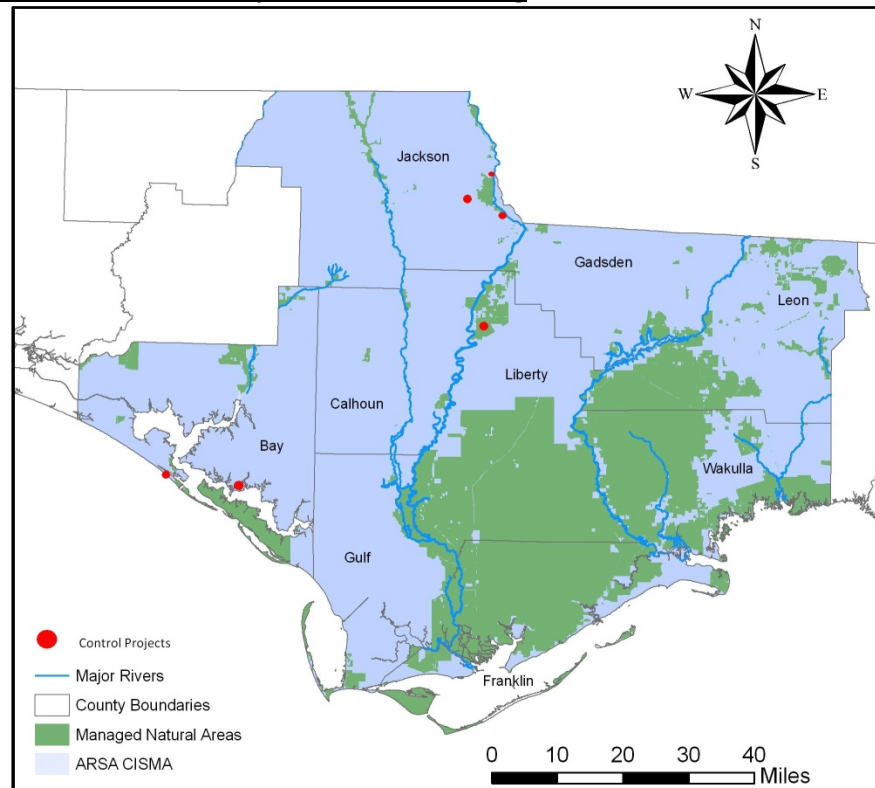 N
W
E
S
Jackson
Gadsden
Leon
Liberty
Calhoun
Bay
Wakulla
Gulf
Franklin
Control Projects
Major Rivers
County Boundaries
Managed Natural Areas
ARSA CISMA
0 10 20 30 40
Miles